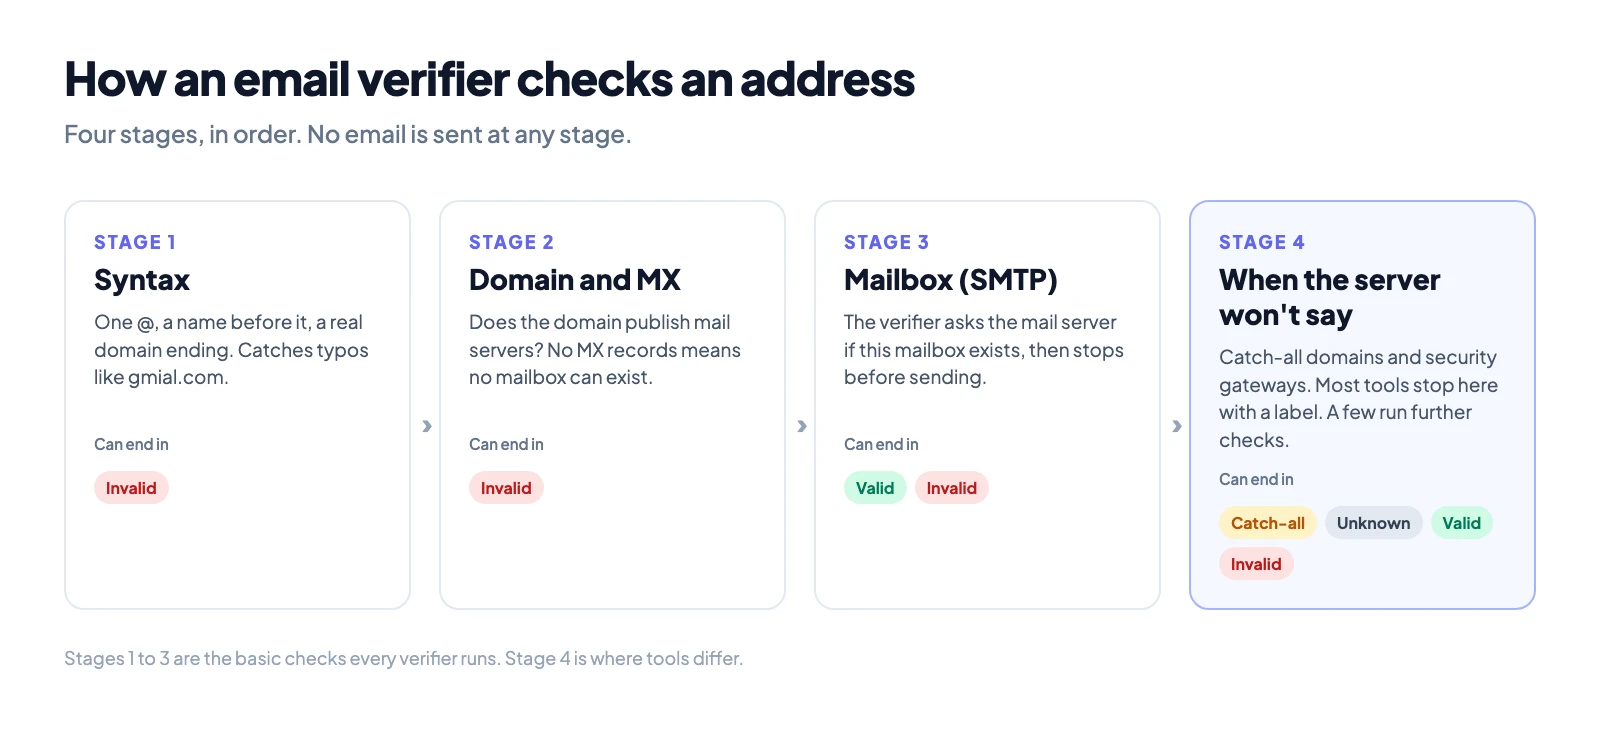 How an email verifier checks an address
Four stages, in order. No email is sent at any stage.
STAGE 1
Syntax
One @, a name before it, a real
domain ending. Catches typos
like gmial.com.
Can end in
Invalid
›
STAGE 2
Domain and MX
Does the domain publish mail
servers? No MX records means
no mailbox can exist.
Can end in
Invalid
›
STAGE 3
Mailbox (SMTP)
The verifier asks the mail server
if this mailbox exists, then stops
before sending.
Can end in
Valid Invalid
›
STAGE 4
When the server
won't say
Catch-all domains and security
gateways. Most tools stop here
with a label. A few run further
checks.
Can end in
Catch-all Unknown Valid
Invalid
Stages 1 to 3 are the basic checks every verifier runs. Stage 4 is where tools differ.